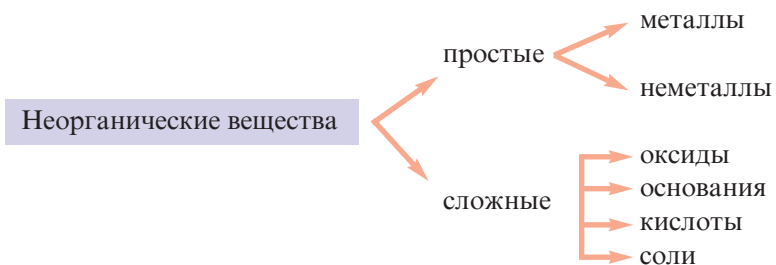 Неорганические вещества
простые
металлы
неметаллы
сложные
оксиды
основания
кислоты
соли